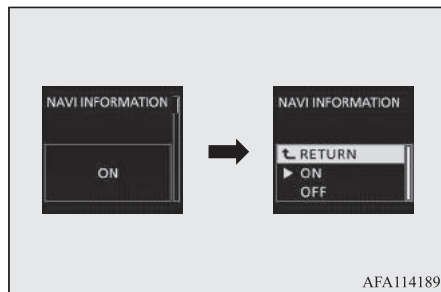 NAVI INFORMATION
ON
NAVI INFORMATION
RETURN
ON
OFF
AFA114189